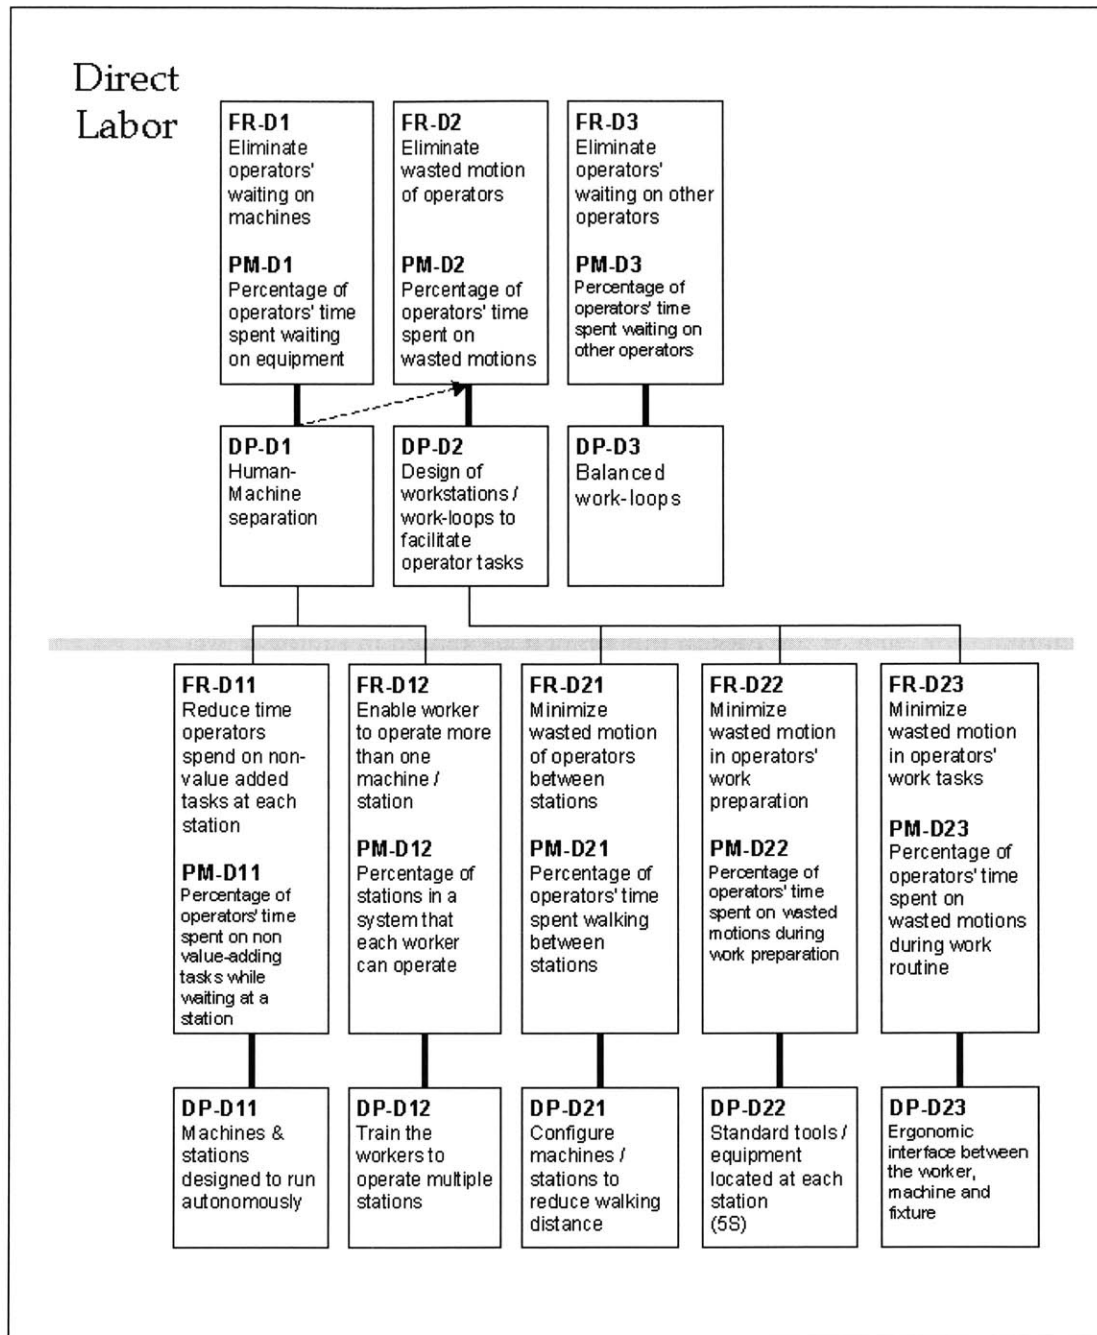 Direct
Labor
FR-D1
Eliminate
operators'
waiting on
machines
PM-D1
Percentage of
operators' time
spent waiting
on equipment
FR-D2
Eliminate
wasted motion
of operators
PM-D2
Percentage of
operators' time
spent on
wasted motions
FR-D3
Eliminate
operators'
waiting on other
operators
PM-D3
Percentage of
operators' time
spent waiting on
other operators
DP-D1
Human-
Machine
separation
DP-D2
Design of
workstations /
work-loops to
facilitate
operator tasks
DP-D3
Balanced
work-loops
FR-D11
Reduce time
operators
spend on non-
value added
tasks at each
station
PM-D11
Percentage of
operators' time
spent on non
value-adding
tasks while
waiting at a
station
FR-D12
Enable worker
to operate more
than one
machine /
station
PM-D12
Percentage of
stations in a
system that
each worker
can operate
FR-D21
Minimize
wasted motion
of operators
between
stations
PM-D21
Percentage of
operators' time
spent walking
between
stations
FR-D22
Minimize
wasted motion
in operators'
work
preparation
PM-D22
Percentage of
operators' time
spent on wasted
motions during
work preparation
FR-D23
Minimize
wasted motion
in operators'
work tasks
PM-D23
Percentage of
operators' time
spent on
wasted motions
during work
routine
DP-D11
Machines &
stations
designed to run
autonomously
DP-D12
Train the
workers to
operate multiple
stations
DP-D21
Configure
machines /
stations to
reduce walking
distance
DP-D22
Standard tools /
equipment
located at each
station
(5S)
DP-D23
Ergonomic
interface between
the worker,
machine and
fixture